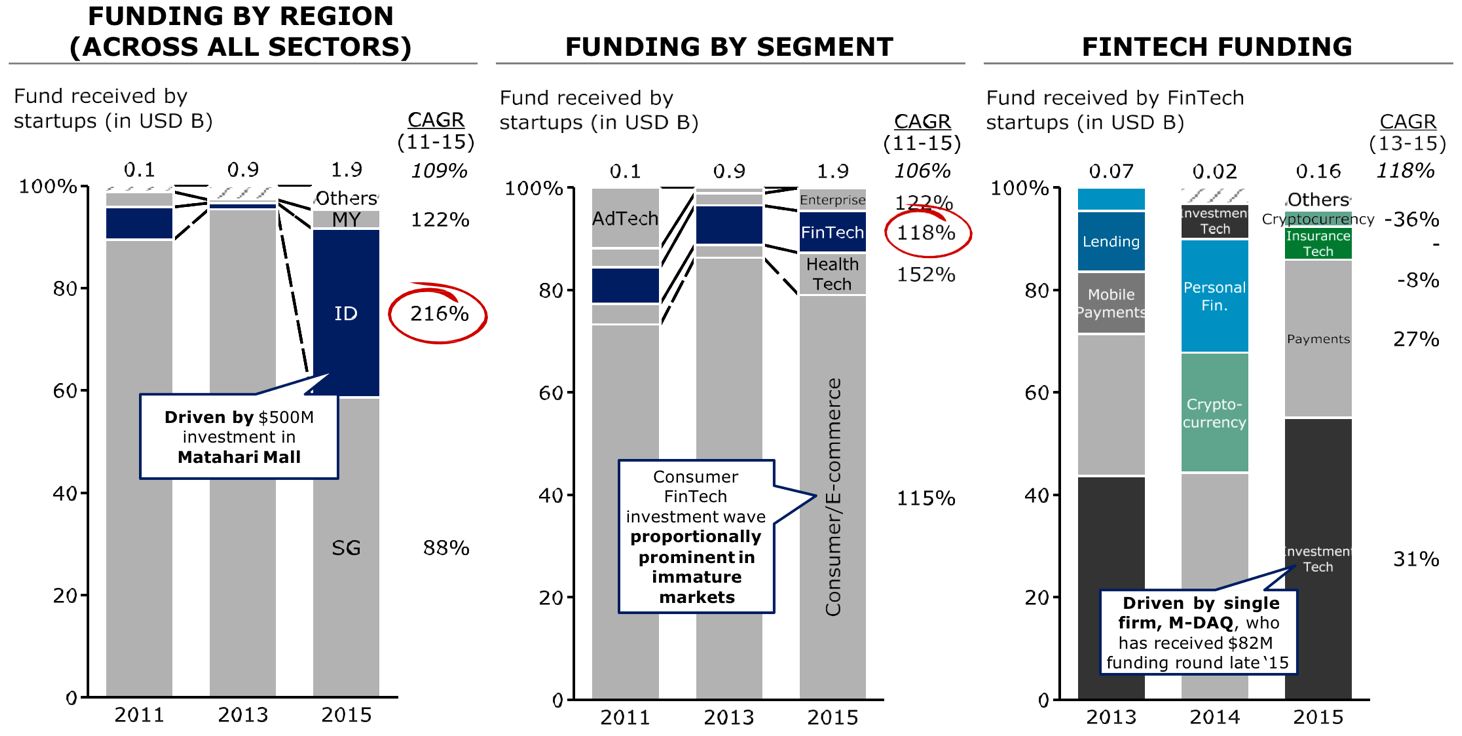 FUNDING BY REGION
(ACROSS ALL SECTORS)
Fund received by
startups (in USD B)
CAGR
(11-15)
0.1 0.9 1.9 109%
100%
80
60
40
20
0
Others
MY
122%
ID
216%
SG
88%
Driven by $500M
investment in
Matahari Mall
2011 2013 2015
FUNDING BY SEGMENT
Fund received by
startups (in USD B)
CAGR
(11-15)
0.1 0.9 1.9 106%
100%
80
60
40
20
0
AdTech
Enterprise
122%
FinTech
118%
Health
Tech
152%
Consumer/E-commerce
115%
Consumer
FinTech
investment wave
proportionally
prominent in
immature
markets
2011 2013 2015
FINTECH FUNDING
Fund received by FinTech
startups (in USD B)
CAGR
(13-15)
0.07 0.02 0.16 118%
100%
80
60
40
20
0
Lending
Mobile
Payments
Investmen
Tech
Personal
Fin.
Crypto-
currency
Others
Cryptocurrency
-36%
Insurance
Tech
-
-8%
Payments
27%
Investment
Tech
31%
Driven by single
firm, M-DAQ, who
has received $82M
funding round late ‘15
2013 2014 2015